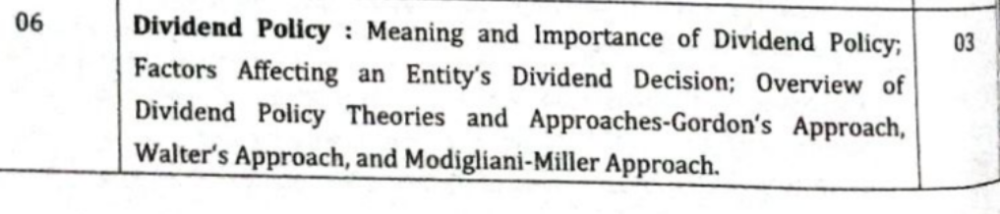 06 Dividend Policy : Meaning and Importance of Dividend Policy; 03
Factors Affecting an Entity's Dividend Decision; Overview of
Dividend Policy Theories and Approaches-Gordon's Approach,
Walter's Approach, and Modigliani-Miller Approach.